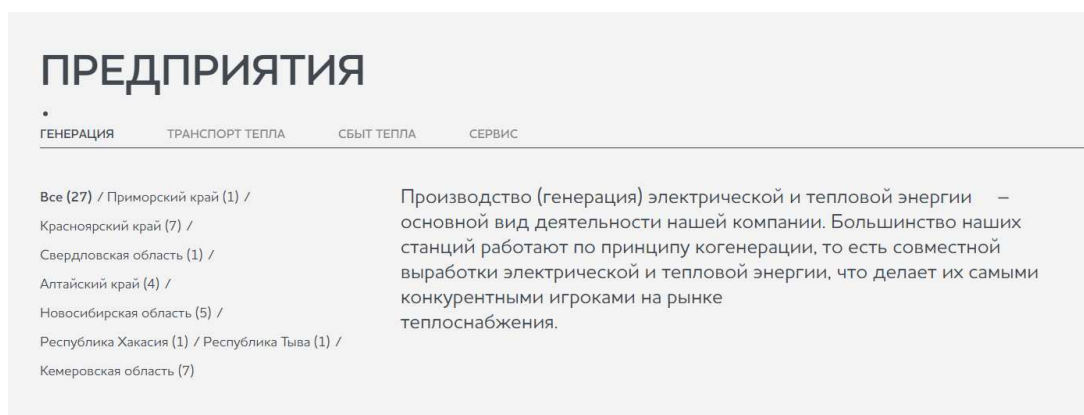 ПРЕДПРИЯТИЯ
ГЕНЕРАЦИЯ ТРАНСПОРТ ТЕПЛА СБЫТ ТЕПЛА СЕРВИС
Все (27) / Приморский край (1) /
Красноярский край (7) /
Свердловская область (1) /
Алтайский край (4) /
Новосибирская область (5) /
Республика Хакасия (1) / Республика Тыва (1) /
Кемеровская область (7)
Производство (генерация) электрической и тепловой энергии –
основной вид деятельности нашей компании. Большинство наших
станций работают по принципу когенерации, то есть совместной
выработки электрической и тепловой энергии, что делает их самыми
конкурентными игроками на рынке
теплоснабжения.